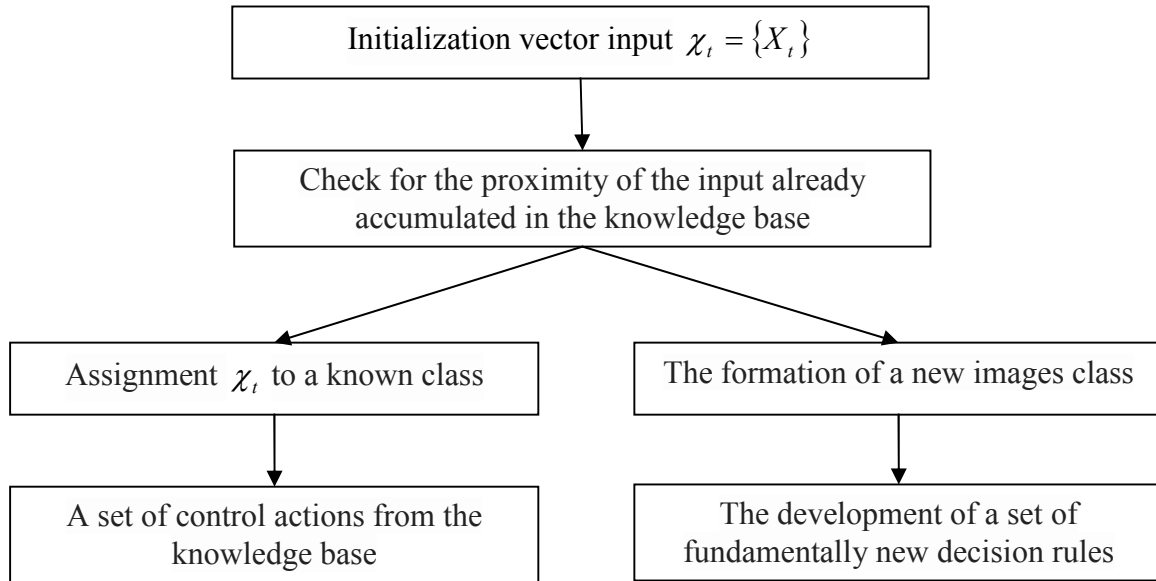 Initialization vector input χₜ = {Xₜ}
Check for the proximity of the input already
accumulated in the knowledge base
Assignment χₜ to a known class
The formation of a new images class
A set of control actions from the
knowledge base
The development of a set of
fundamentally new decision rules